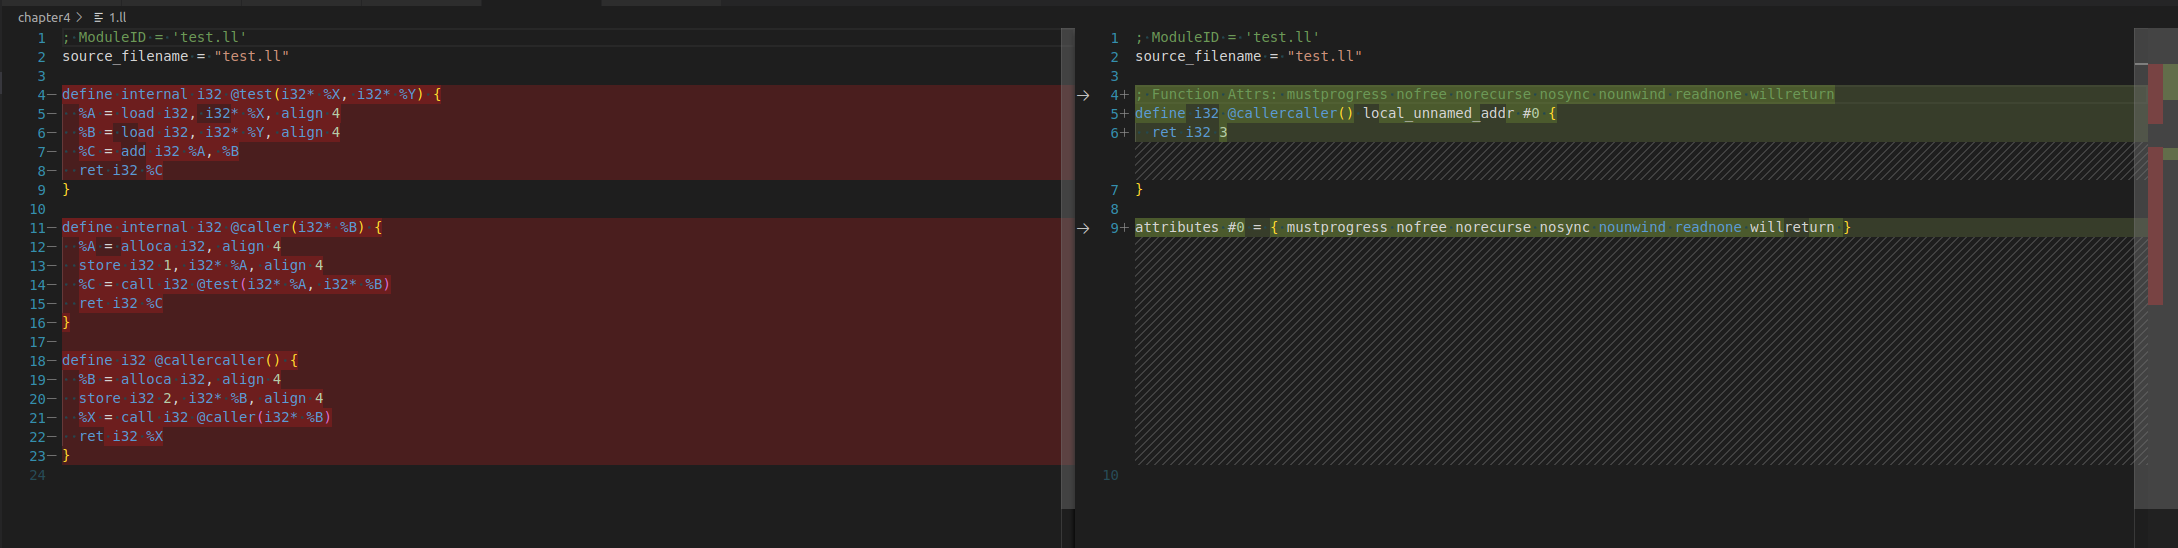 chapter4 > 1.ll
1 ; ModuleID = 'test.ll'
2 source_filename = "test.ll"
3
4− define internal i32 @test(i32* %X, i32* %Y) {
5− %A = load i32, i32* %X, align 4
6− %B = load i32, i32* %Y, align 4
7− %C = add i32 %A, %B
8− ret i32 %C
9 }
10
11− define internal i32 @caller(i32* %B) {
12− %A = alloca i32, align 4
13− store i32 1, i32* %A, align 4
14− %C = call i32 @test(i32* %A, i32* %B)
15− ret i32 %C
16− }
17−
18− define i32 @callercaller() {
19− %B = alloca i32, align 4
20− store i32 2, i32* %B, align 4
21− %X = call i32 @caller(i32* %B)
22− ret i32 %X
23− }
24
1 ; ModuleID = 'test.ll'
2 source_filename = "test.ll"
3
4+ ; Function Attrs: mustprogress nofree norecurse nosync nounwind readnone willreturn
5+ define i32 @callercaller() local_unnamed_addr #0 {
6+ ret i32 3
7 }
8
9+ attributes #0 = { mustprogress nofree norecurse nosync nounwind readnone willreturn }
10